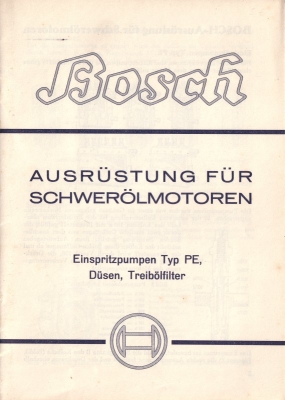 Bosch
AUSRÜSTUNG FÜR
SCHWERÖLMOTOREN
Einspritzpumpen Typ PE,
Düsen, Treibölfilter